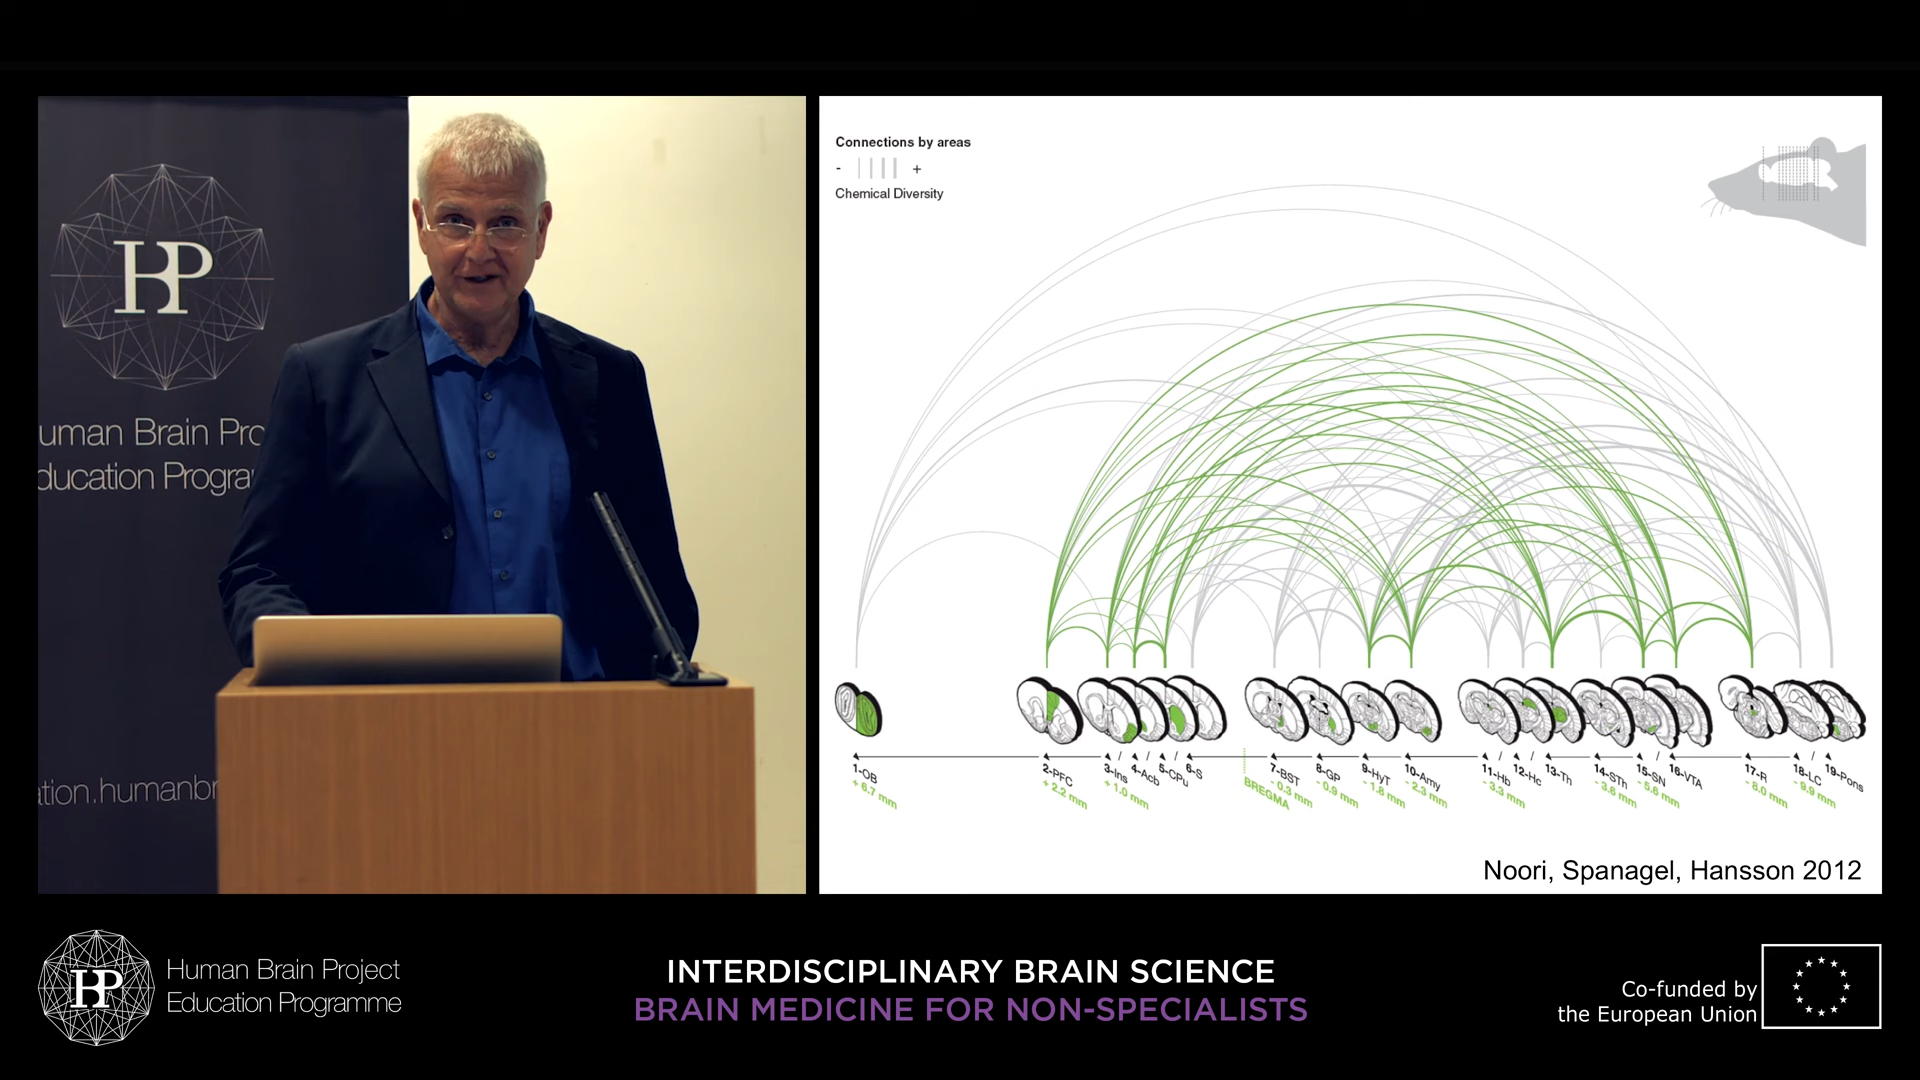 HBP
uman Brain Pro
ducation Progra
ation.humanbr
Connections by areas
- +
Chemical Diversity
1-OB
+ 6.7 mm
2-PFC
+ 2.2 mm
3-Ins
+ 1.0 mm
4-Acb
5-CPu
6-S
BREGMA
7-BST
- 0.3 mm
8-GP
- 0.9 mm
9-HyT
- 1.8 mm
10-Amy
- 2.3 mm
11-Hb
- 3.3 mm
12-Hc
13-Th
14-STh
- 3.8 mm
15-SN
- 5.6 mm
16-VTA
17-R
- 8.0 mm
18-LC
- 9.9 mm
19-Pons
Noori, Spanagel, Hansson 2012
HBP
Human Brain Project
Education Programme
INTERDISCIPLINARY BRAIN SCIENCE
BRAIN MEDICINE FOR NON-SPECIALISTS
Co-funded by
the European Union